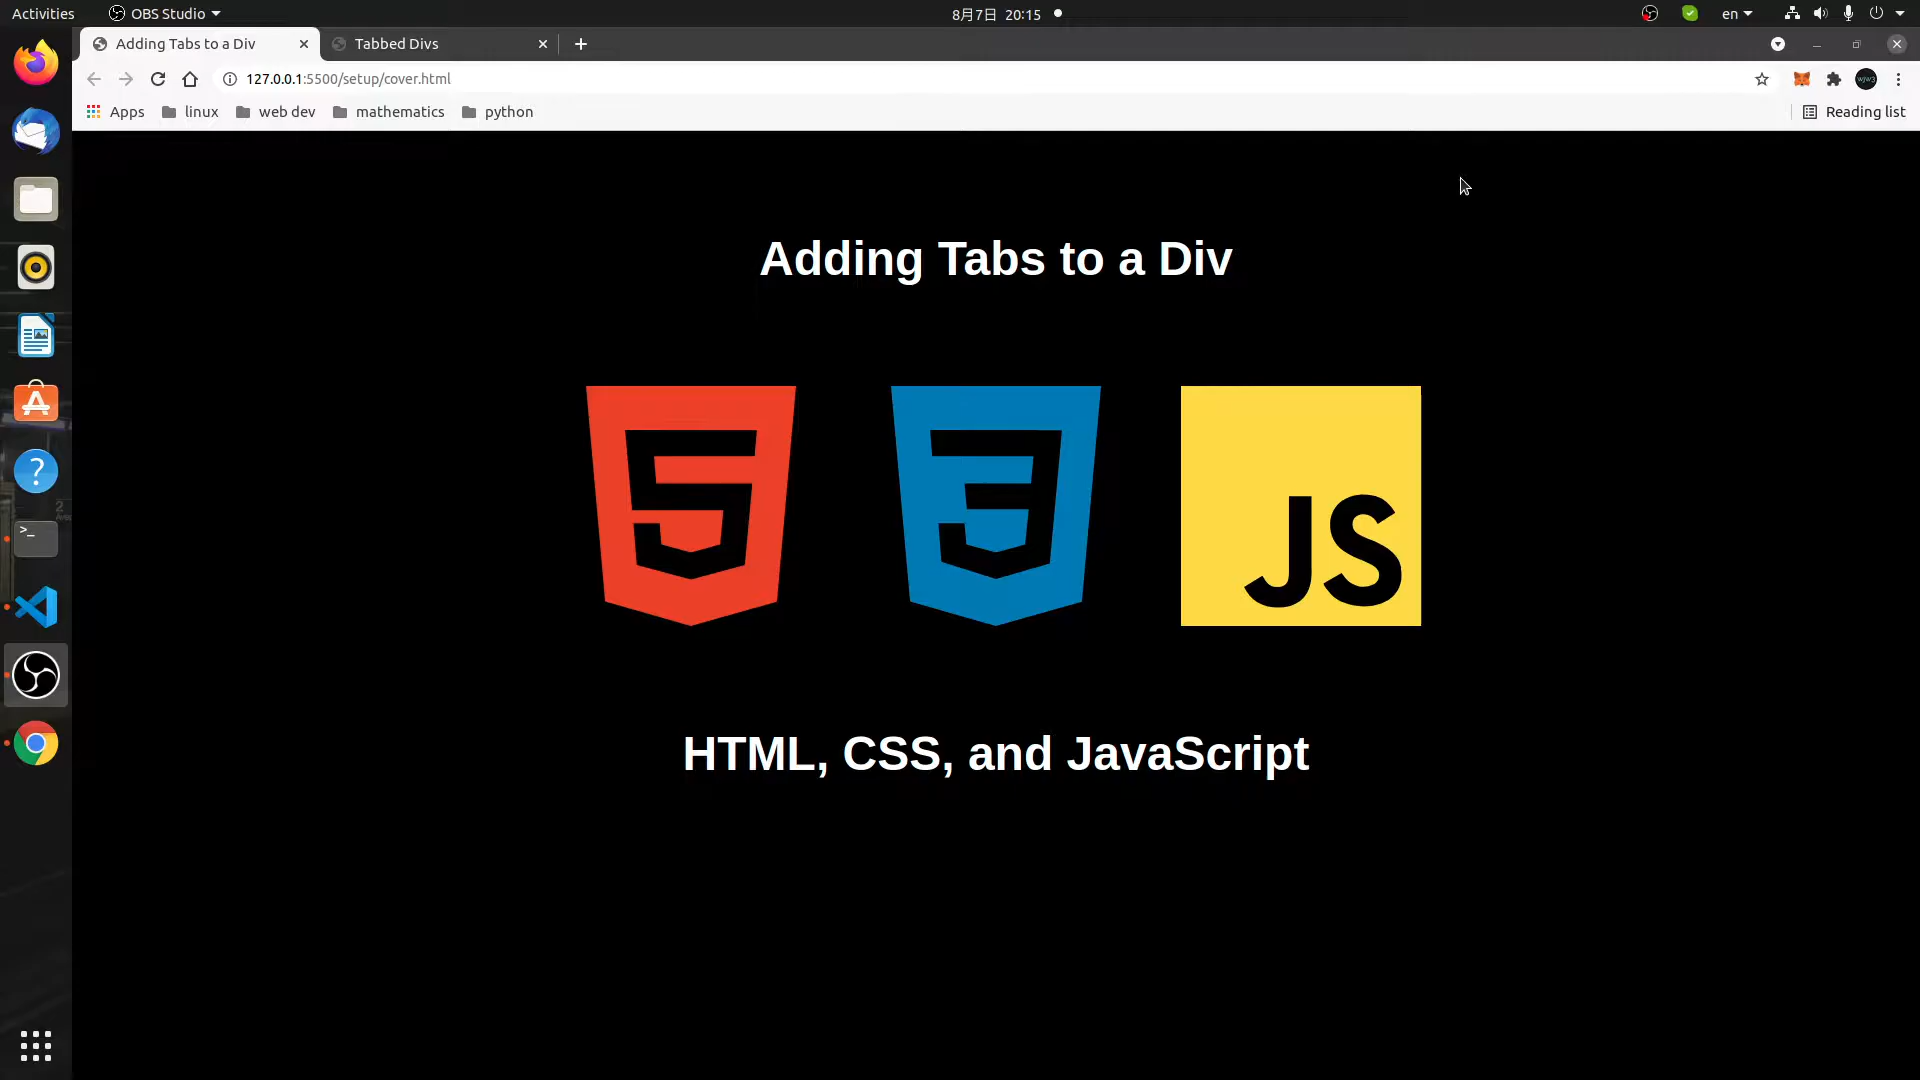 Activities
OBS Studio
8月7日 20:15
en
Adding Tabs to a Div
Tabbed Divs
127.0.0.1:5500/setup/cover.html
wjw3
Apps
linux
web dev
mathematics
python
Reading list
Adding Tabs to a Div
JS
HTML, CSS, and JavaScript